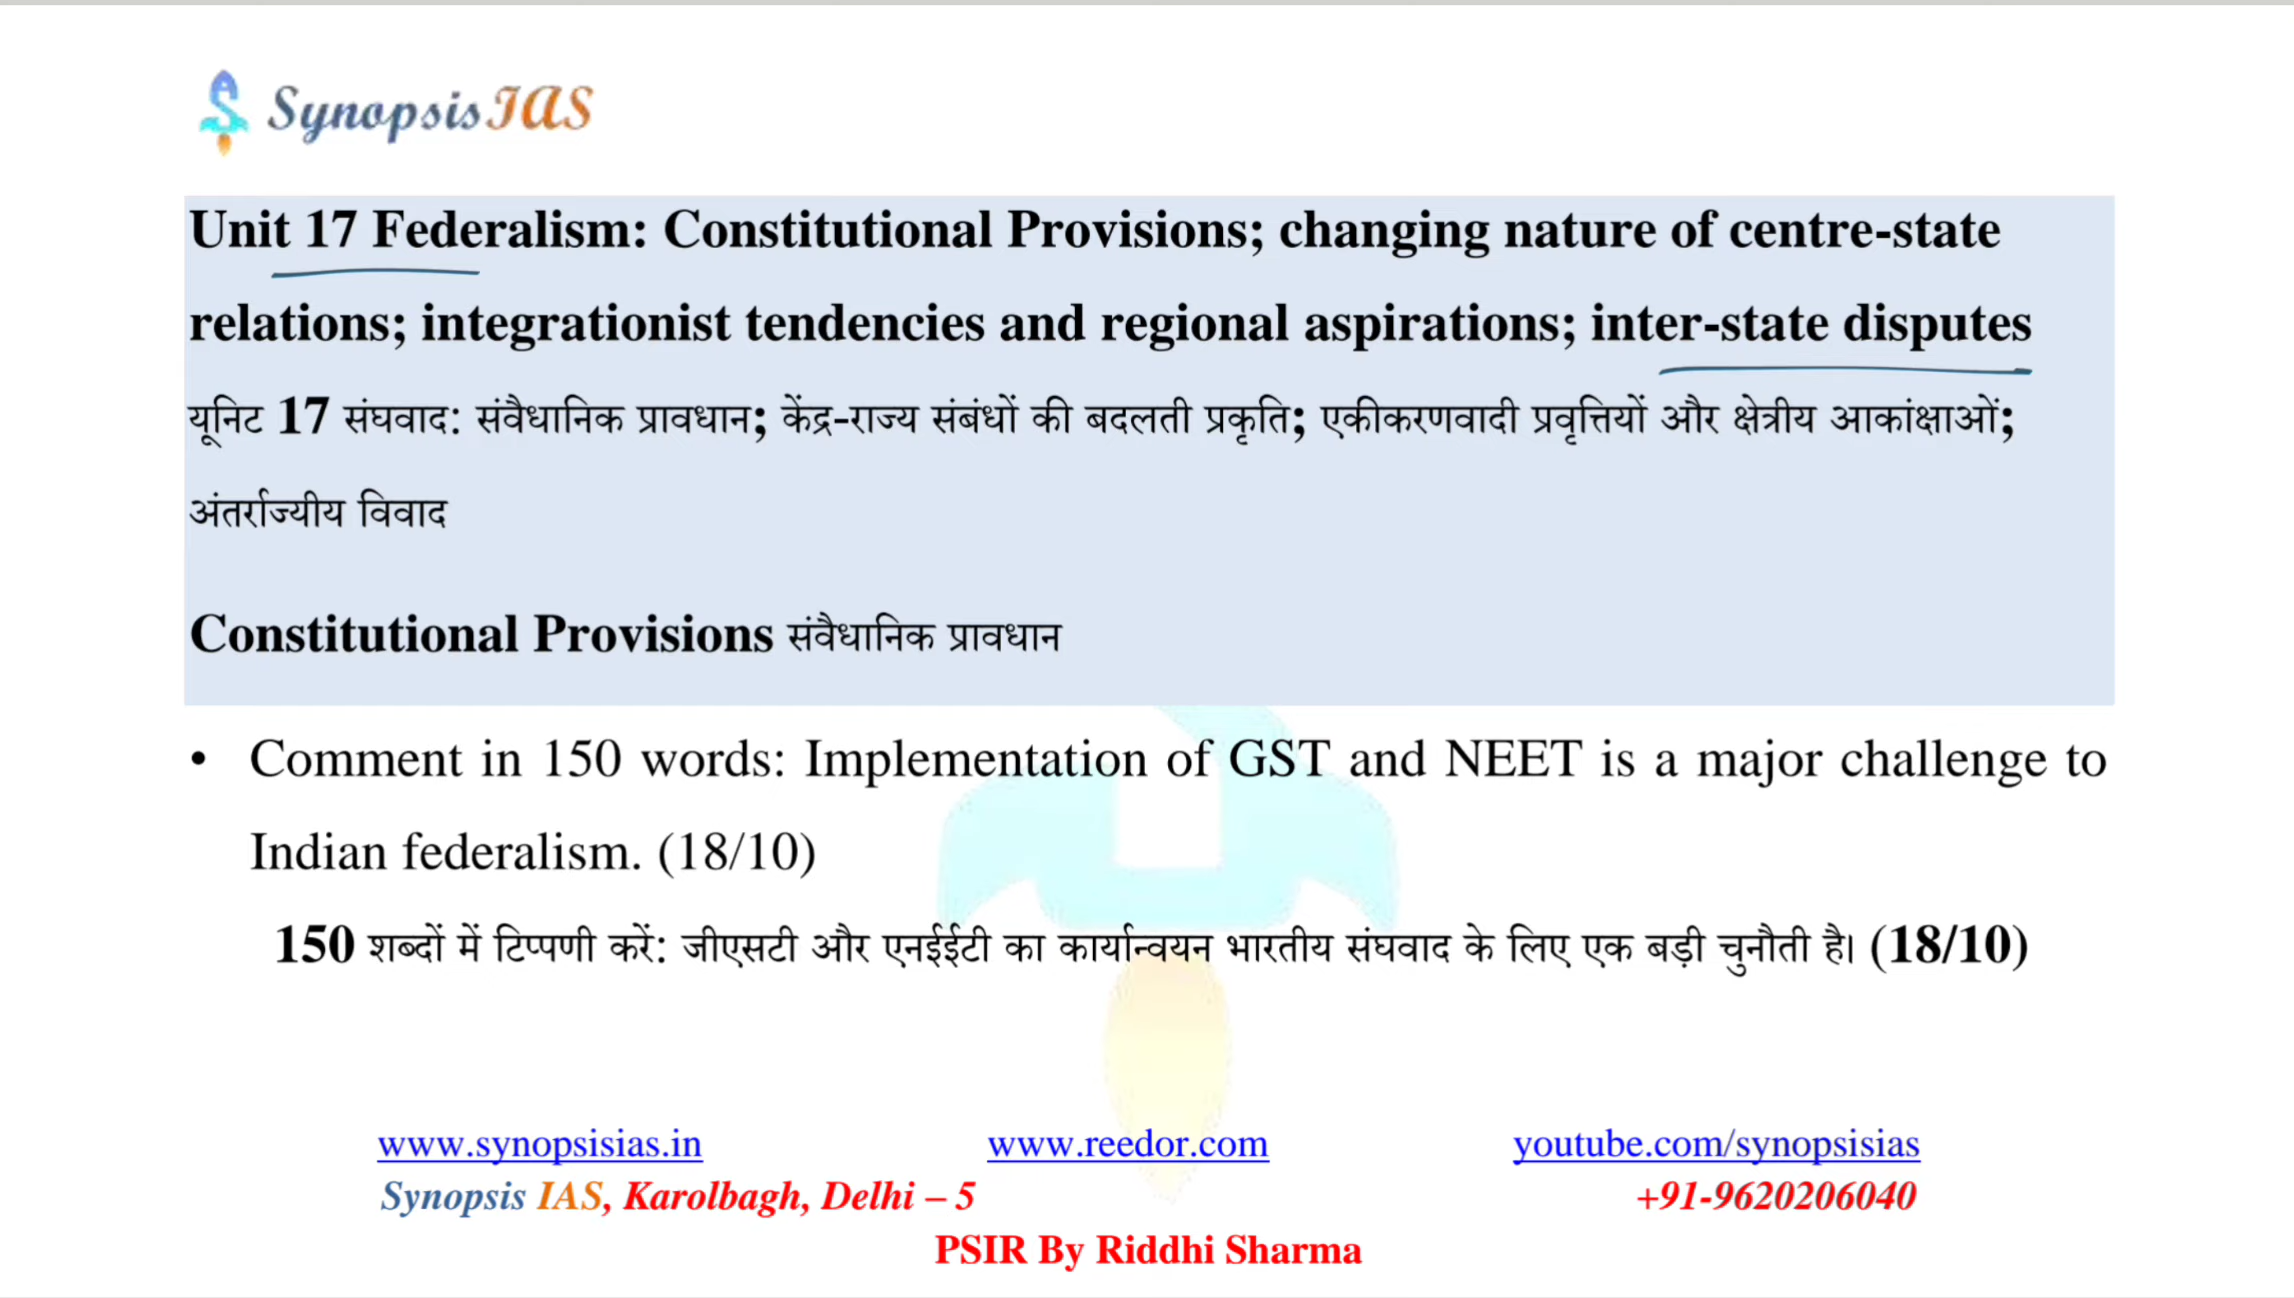 Synopsis IAS
Unit 17 Federalism: Constitutional Provisions; changing nature of centre-state
relations; integrationist tendencies and regional aspirations; inter-state disputes
यूनिट 17 संघवाद: संवैधानिक प्रावधान; केंद्र-राज्य संबंधों की बदलती प्रकृति; एकीकरणवादी प्रवृत्तियों और क्षेत्रीय आकांक्षाओं;
अंतर्राज्यीय विवाद
Constitutional Provisions संवैधानिक प्रावधान
• Comment in 150 words: Implementation of GST and NEET is a major challenge to
Indian federalism. (18/10)
150 शब्दों में टिप्पणी करें: जीएसटी और एनईईटी का कार्यान्वयन भारतीय संघवाद के लिए एक बड़ी चुनौती है। (18/10)
www.synopsisias.in www.reedor.com youtube.com/synopsisias
Synopsis IAS, Karolbagh, Delhi – 5 +91-9620206040
PSIR By Riddhi Sharma